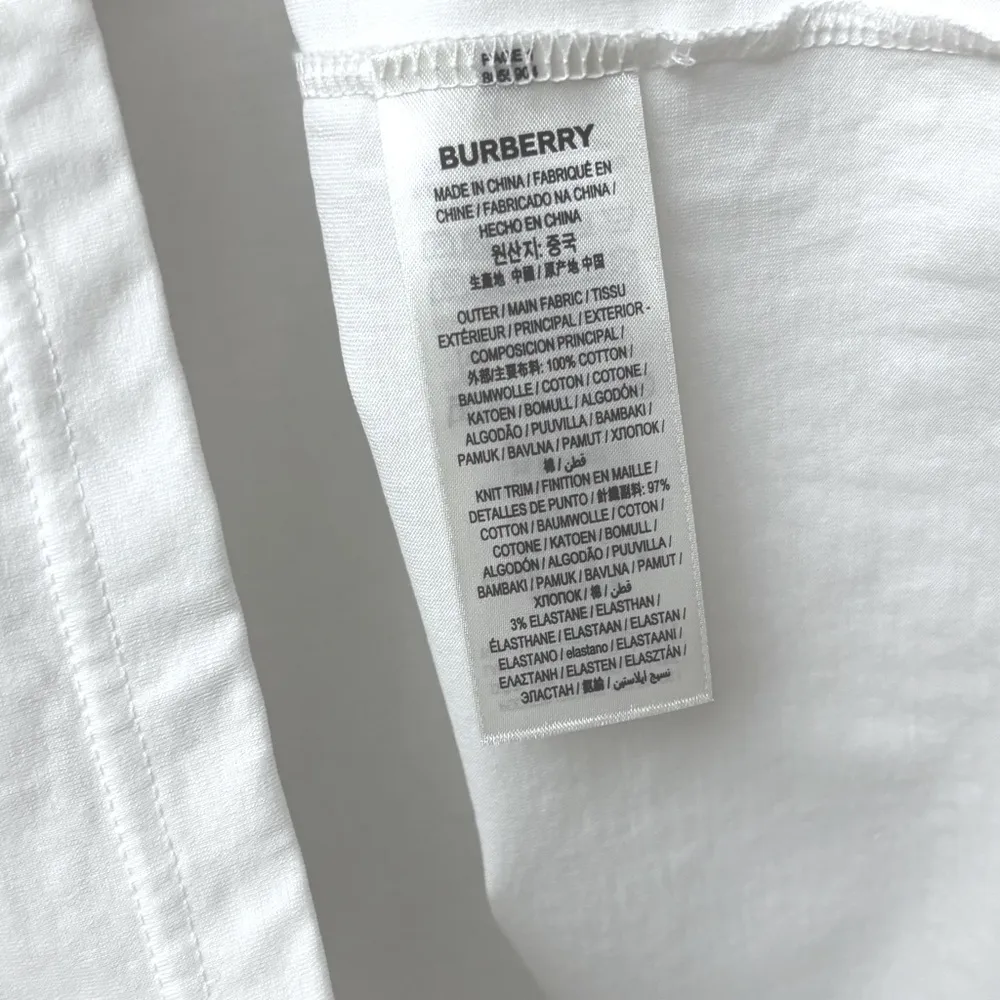 BURBERRY
MADE IN CHINA / FABRIQUÉ EN
CHINE / FABRICADO NA CHINA /
HECHO EN CHINA
원산지: 중국
生產地 中國 / 原产地 中国
OUTER / MAIN FABRIC / TISSU
EXTÉRIEUR / PRINCIPAL / EXTERIOR -
COMPOSICION PRINCIPAL /
外部/主要布料: 100% COTTON /
BAUMWOLLE / COTON / COTONE /
KATOEN / BOMULL / ALGODÓN /
ALGODÃO / PUUVILLA / BAMBAKI /
PAMUK / BAVLNA / PAMUT / ХЛОПОК /
棉 / قطن
KNIT TRIM / FINITION EN MAILLE /
DETALLES DE PUNTO / 針織副料: 97%
COTTON / BAUMWOLLE / COTON /
COTONE / KATOEN / BOMULL /
ALGODÓN / ALGODÃO / PUUVILLA /
BAMBAKI / PAMUK / BAVLNA / PAMUT /
ХЛОПОК / 棉 / قطن
3% ELASTANE / ELASTHAN /
ÉLASTHANE / ELASTAAN / ELASTAN /
ELASTANO / elastano / ELASTAANI /
ΕΛΑΣΤΑΝΗ / ELASTEN / ELASZTÁN /
ЭЛАСТАН / نسيج ايلاستين